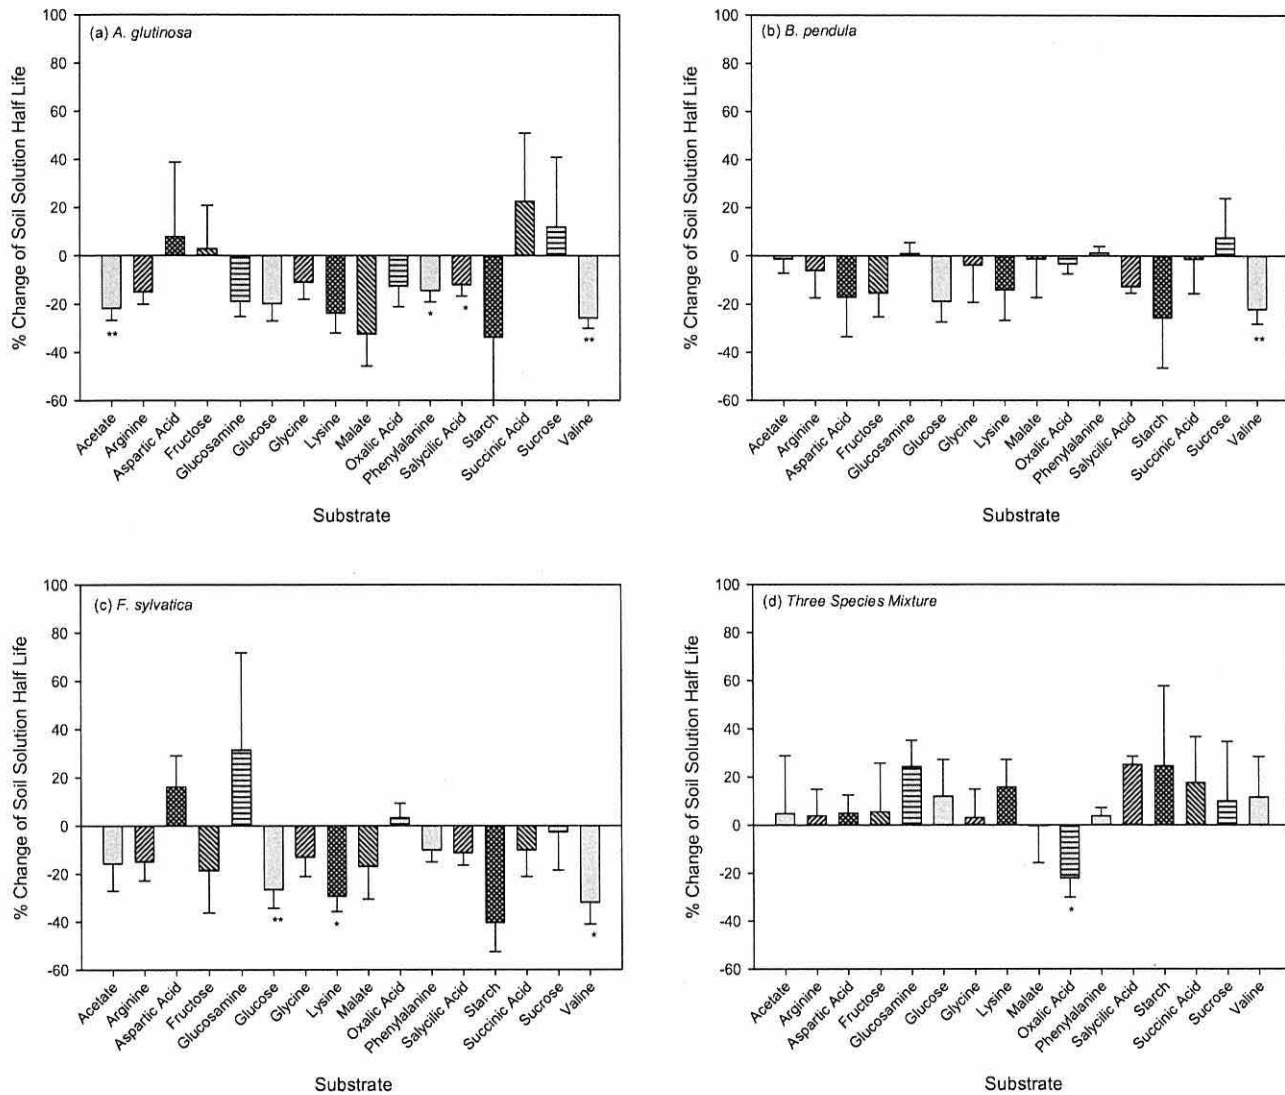 (a) A. glutinosa
% Change of Soil Solution Half Life
100
80
60
40
20
0
-20
-40
-60
**
*
*
**
Acetate
Arginine
Aspartic Acid
Fructose
Glucosamine
Glucose
Glycine
Lysine
Malate
Oxalic Acid
Phenylalanine
Salycilic Acid
Starch
Succinic Acid
Sucrose
Valine
Substrate
(b) B. pendula
% Change of Soil Solution Half Life
100
80
60
40
20
0
-20
-40
-60
**
Acetate
Arginine
Aspartic Acid
Fructose
Glucosamine
Glucose
Glycine
Lysine
Malate
Oxalic Acid
Phenylalanine
Salycilic Acid
Starch
Succinic Acid
Sucrose
Valine
Substrate
(c) F. sylvatica
% Change of Soil Solution Half Life
100
80
60
40
20
0
-20
-40
-60
**
*
*
Acetate
Arginine
Aspartic Acid
Fructose
Glucosamine
Glucose
Glycine
Lysine
Malate
Oxalic Acid
Phenylalanine
Salycilic Acid
Starch
Succinic Acid
Sucrose
Valine
Substrate
(d) Three Species Mixture
% Change of Soil Solution Half Life
100
80
60
40
20
0
-20
-40
-60
*
Acetate
Arginine
Aspartic Acid
Fructose
Glucosamine
Glucose
Glycine
Lysine
Malate
Oxalic Acid
Phenylalanine
Salycilic Acid
Starch
Succinic Acid
Sucrose
Valine
Substrate